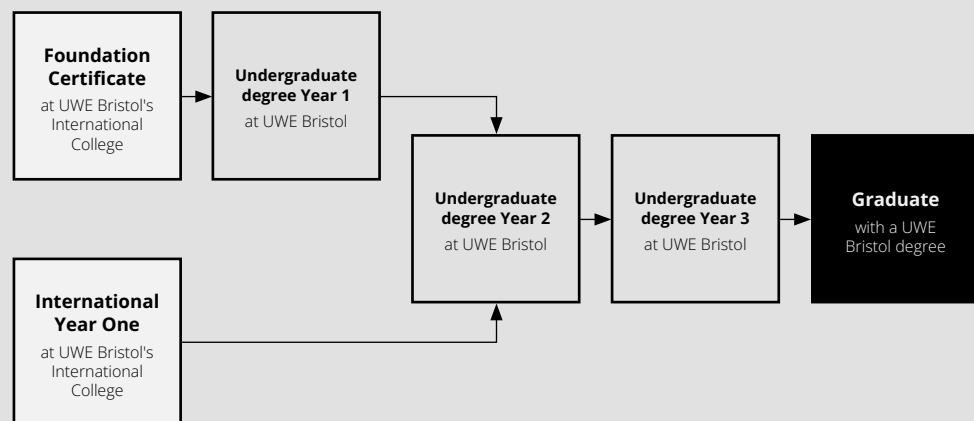 Foundation
Certificate
at UWE Bristol's
International
College
Undergraduate
degree Year 1
at UWE Bristol
Undergraduate
degree Year 2
at UWE Bristol
Undergraduate
degree Year 3
at UWE Bristol
Graduate
with a UWE
Bristol degree
International
Year One
at UWE Bristol's
International
College